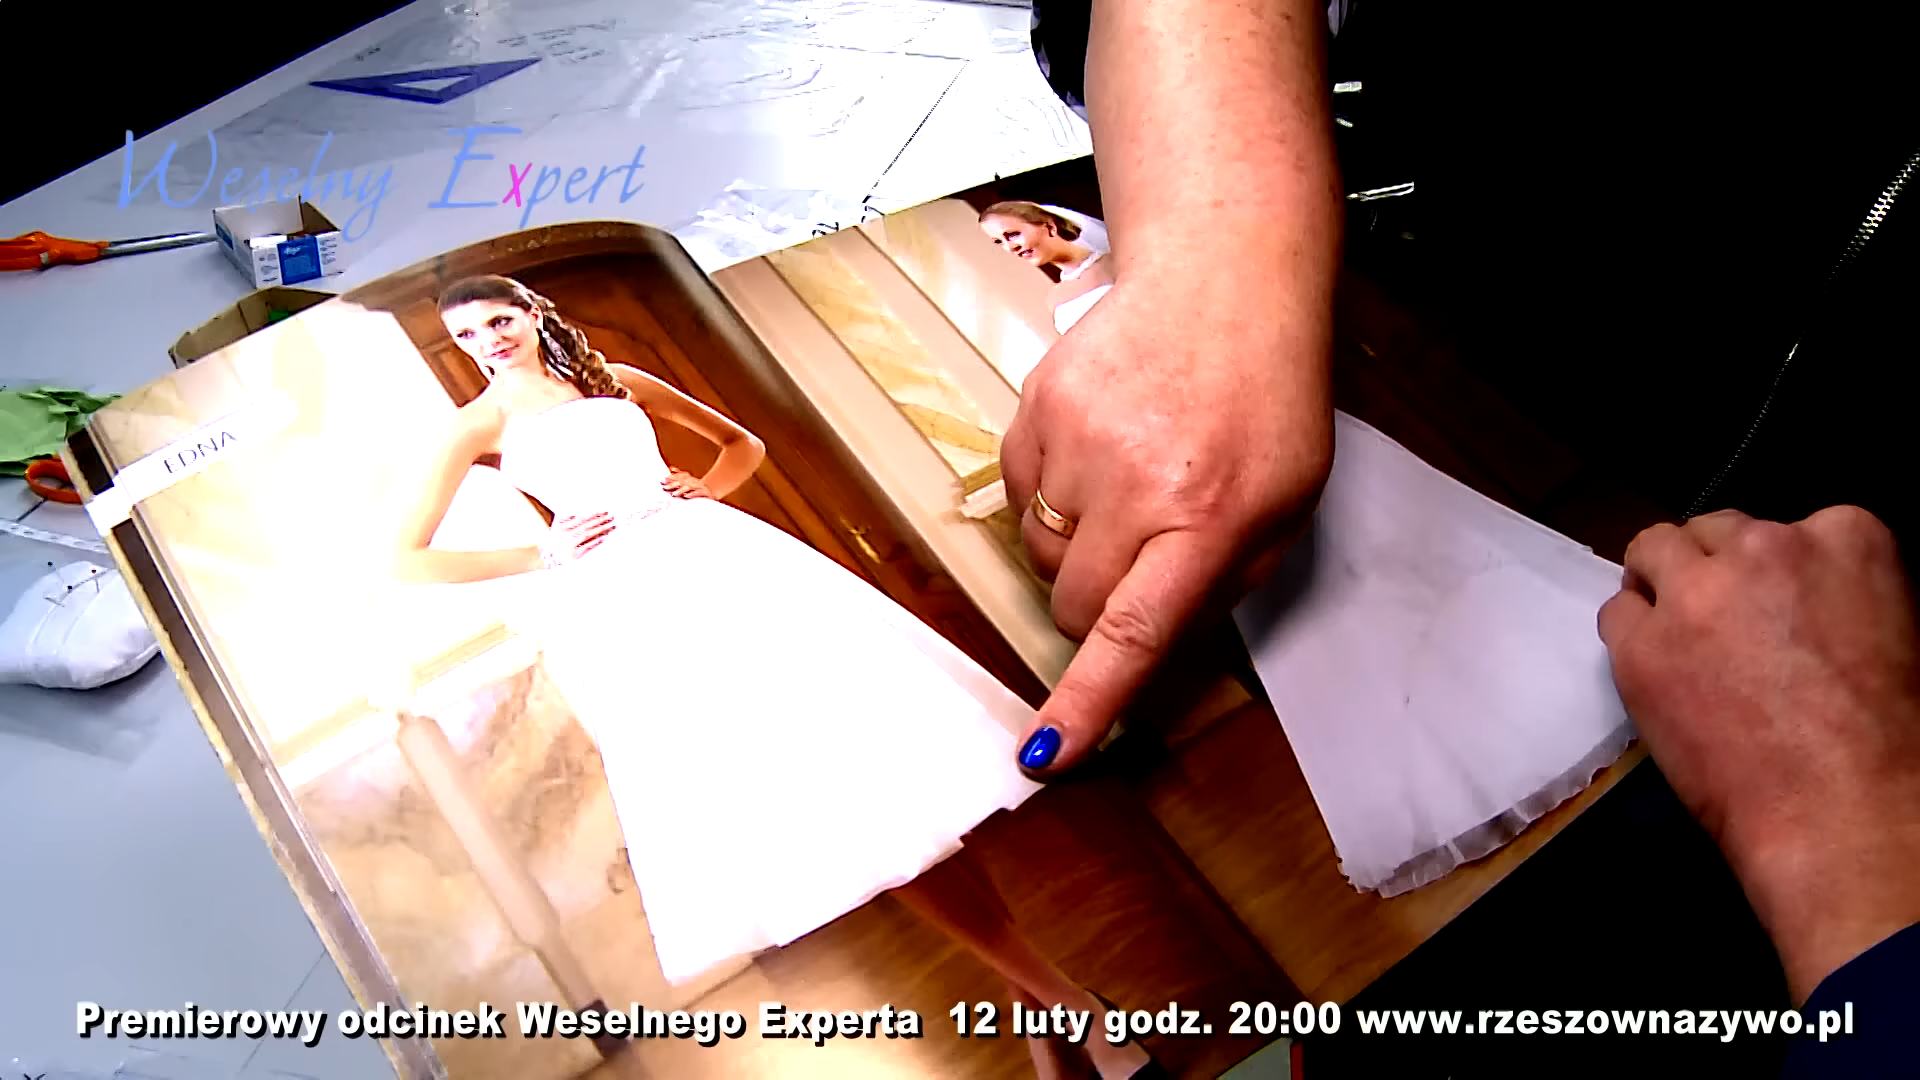 Weselny Expert
EDNA
Premierowy odcinek Weselnego Experta 12 luty godz. 20:00 www.rzeszownazywo.pl